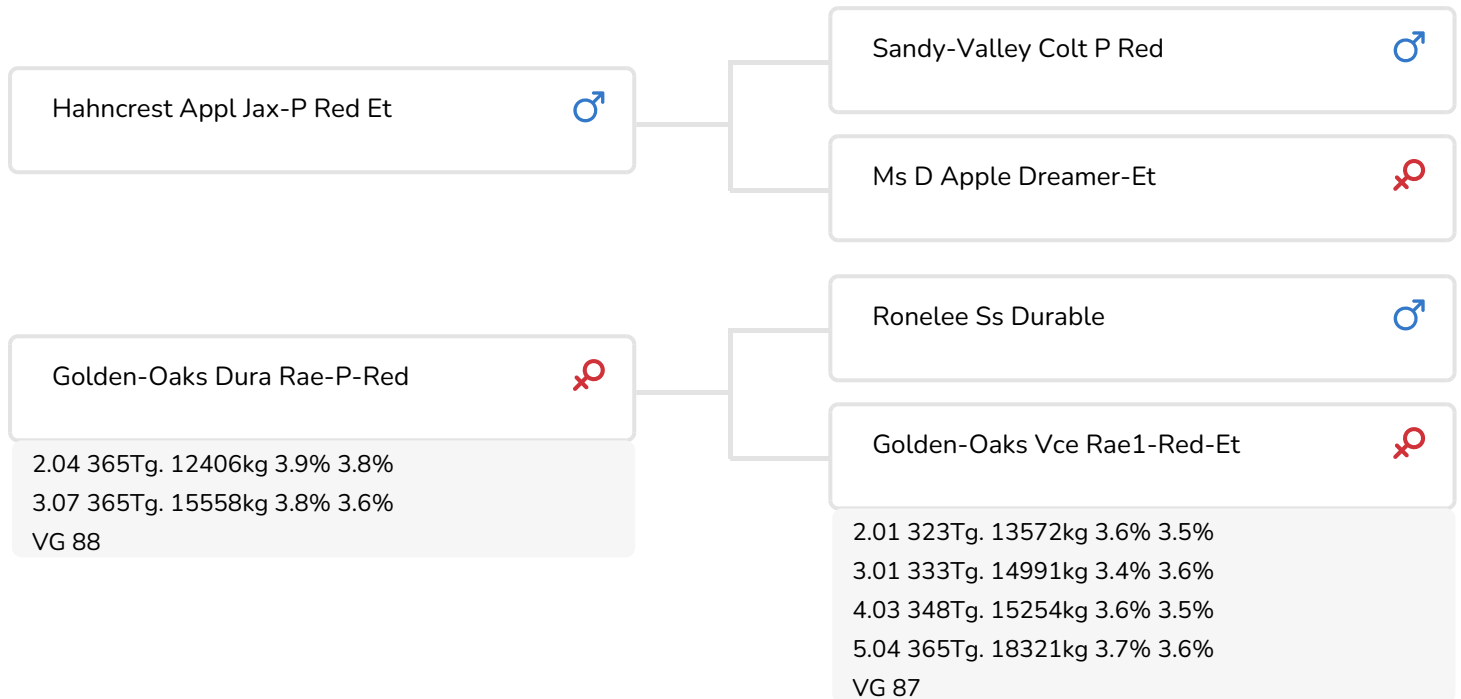 Hahncrest Appl Jax-P Red Et
Sandy-Valley Colt P Red
Ms D Apple Dreamer-Et
Golden-Oaks Dura Rae-P-Red
2.04 365Tg. 12406kg 3.9% 3.8%
3.07 365Tg. 15558kg 3.8% 3.6%
VG 88
Ronelee Ss Durable
Golden-Oaks Vce Rae1-Red-Et
2.01 323Tg. 13572kg 3.6% 3.5%
3.01 333Tg. 14991kg 3.4% 3.6%
4.03 348Tg. 15254kg 3.6% 3.5%
5.04 365Tg. 18321kg 3.7% 3.6%
VG 87